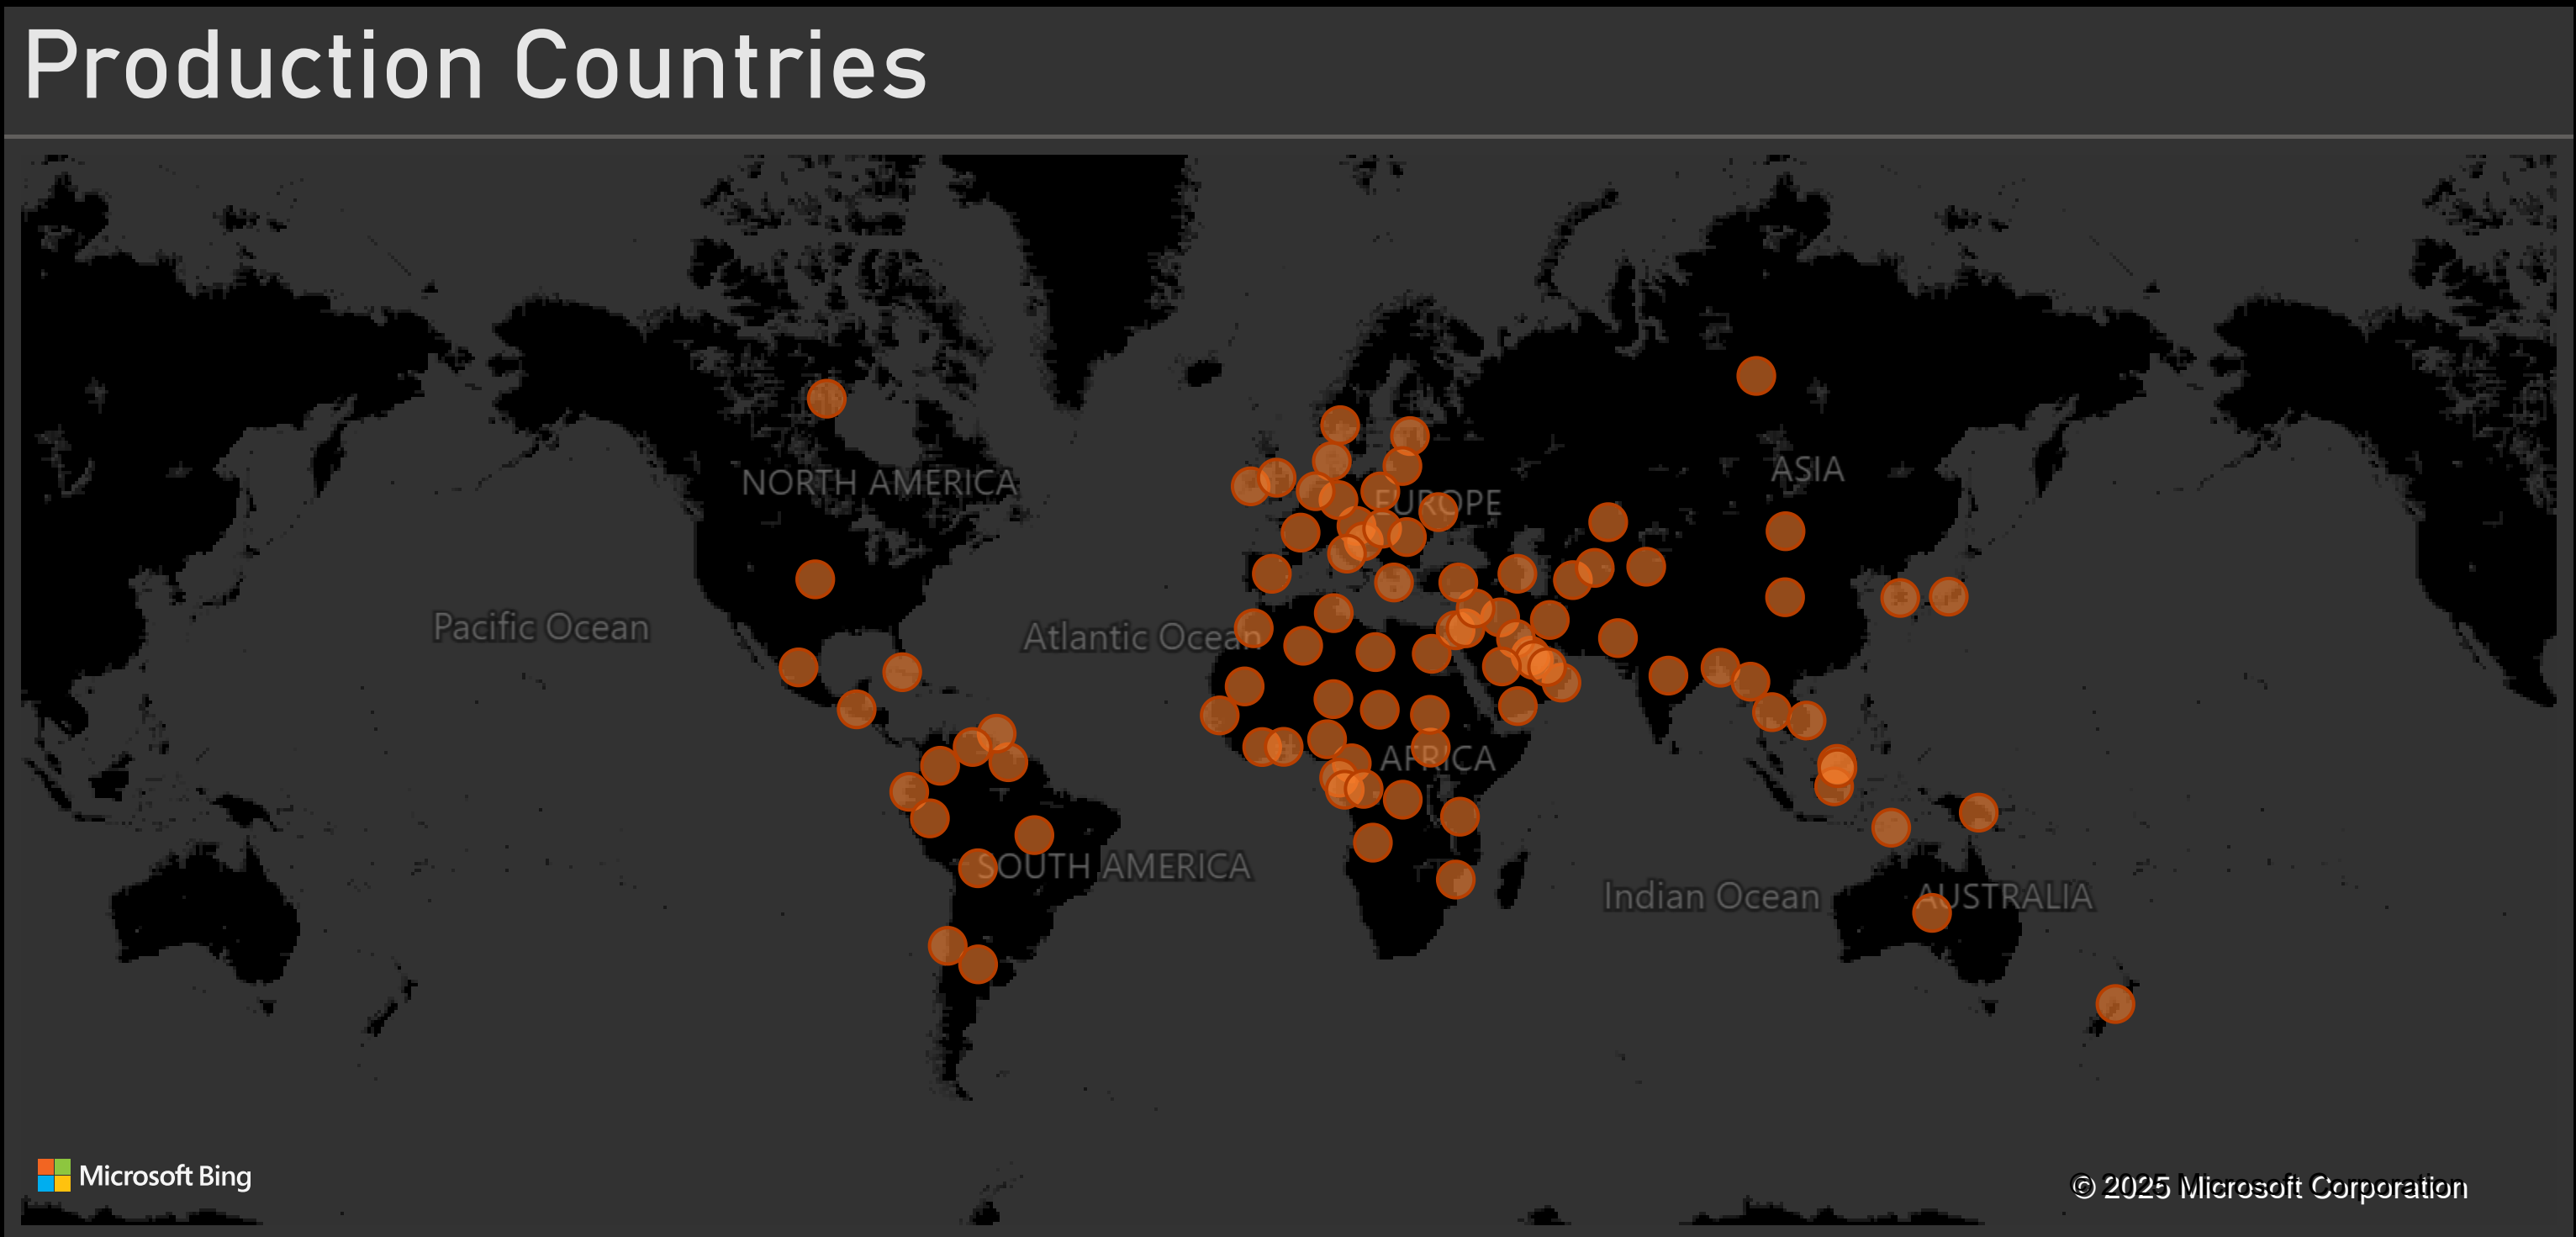 Production Countries
NORTH AMERICA
ASIA
EUROPE
Pacific Ocean
Atlantic Ocean
AFRICA
SOUTH AMERICA
Indian Ocean
AUSTRALIA
Microsoft Bing
© 2025 Microsoft Corporation